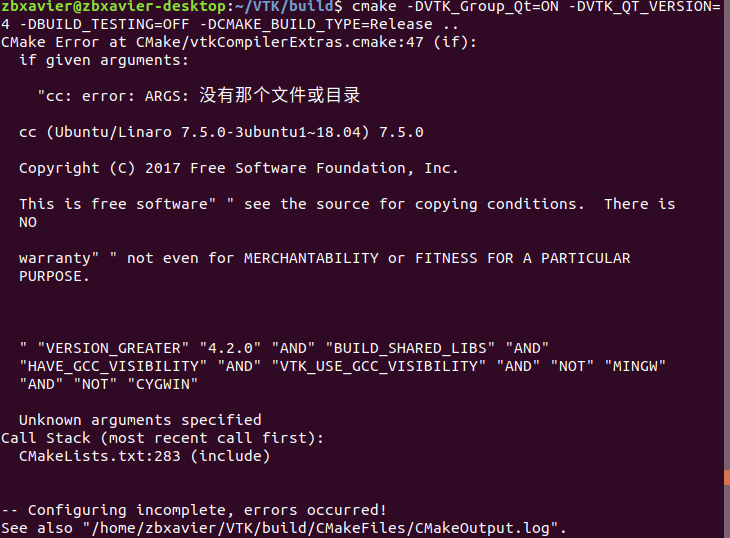 zbxavier@zbxavier-desktop:~/VTK/build$ cmake -DVTK_Group_Qt=ON -DVTK_QT_VERSION=
4 -DBUILD_TESTING=OFF -DCMAKE_BUILD_TYPE=Release ..
CMake Error at CMake/vtkCompilerExtras.cmake:47 (if):
  if given arguments:
    "cc: error: ARGS: 没有那个文件或目录
  cc (Ubuntu/Linaro 7.5.0-3ubuntu1~18.04) 7.5.0
  Copyright (C) 2017 Free Software Foundation, Inc.
  This is free software" " see the source for copying conditions.  There is
  NO
  warranty" " not even for MERCHANTABILITY or FITNESS FOR A PARTICULAR
  PURPOSE.
  " "VERSION_GREATER" "4.2.0" "AND" "BUILD_SHARED_LIBS" "AND"
  "HAVE_GCC_VISIBILITY" "AND" "VTK_USE_GCC_VISIBILITY" "AND" "NOT" "MINGW"
  "AND" "NOT" "CYGWIN"
  Unknown arguments specified
Call Stack (most recent call first):
  CMakeLists.txt:283 (include)
-- Configuring incomplete, errors occurred!
See also "/home/zbxavier/VTK/build/CMakeFiles/CMakeOutput.log".